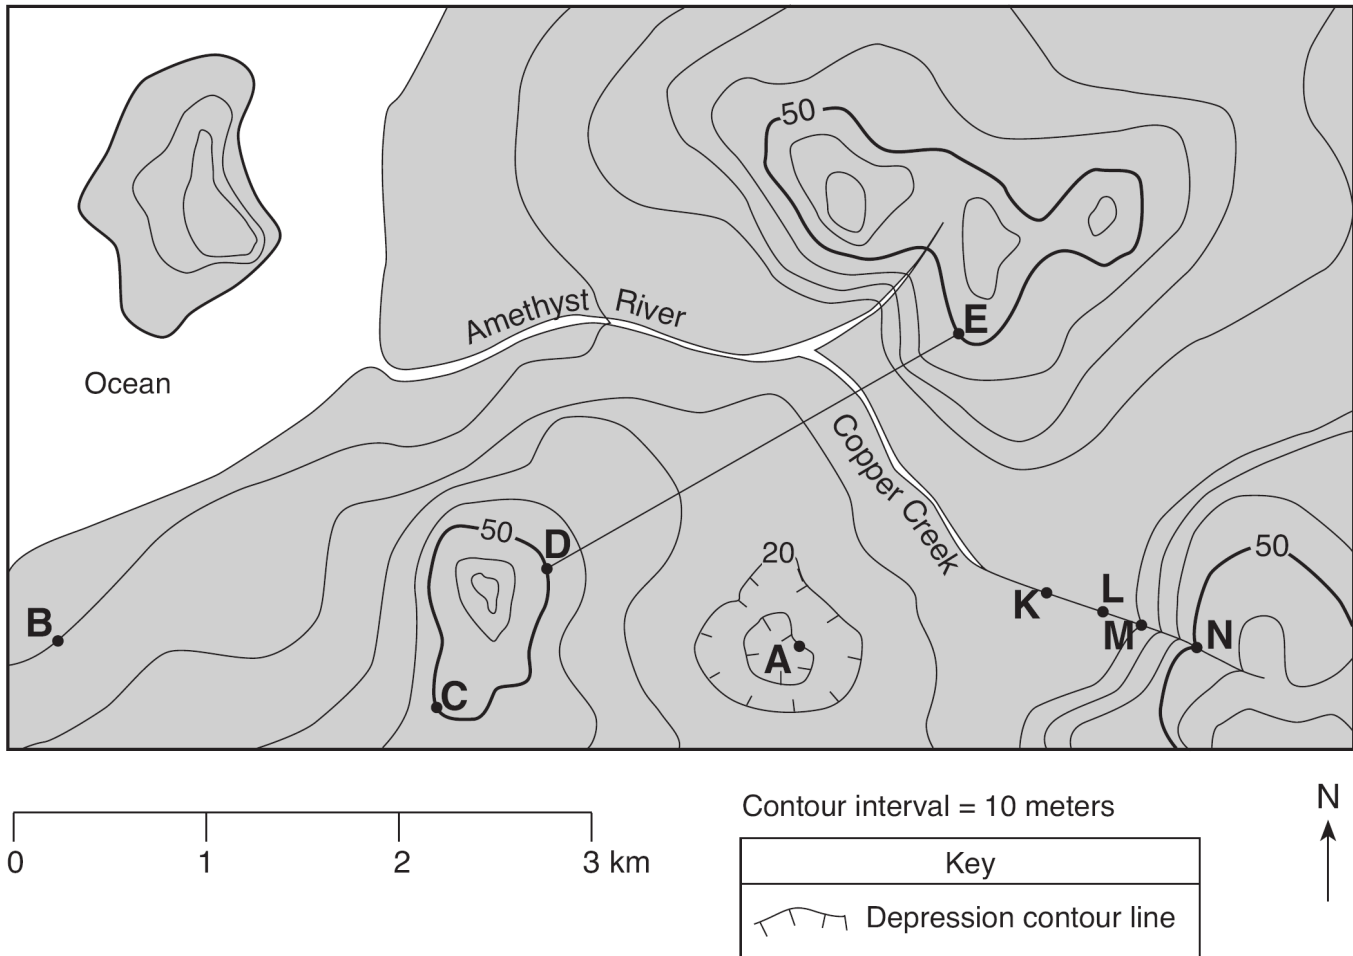 50
Amethyst River
E
Ocean
Copper Creek
50
D
20
50
B
K
L
M
N
A
C
0 1 2 3 km
Contour interval = 10 meters
N
Key
Depression contour line